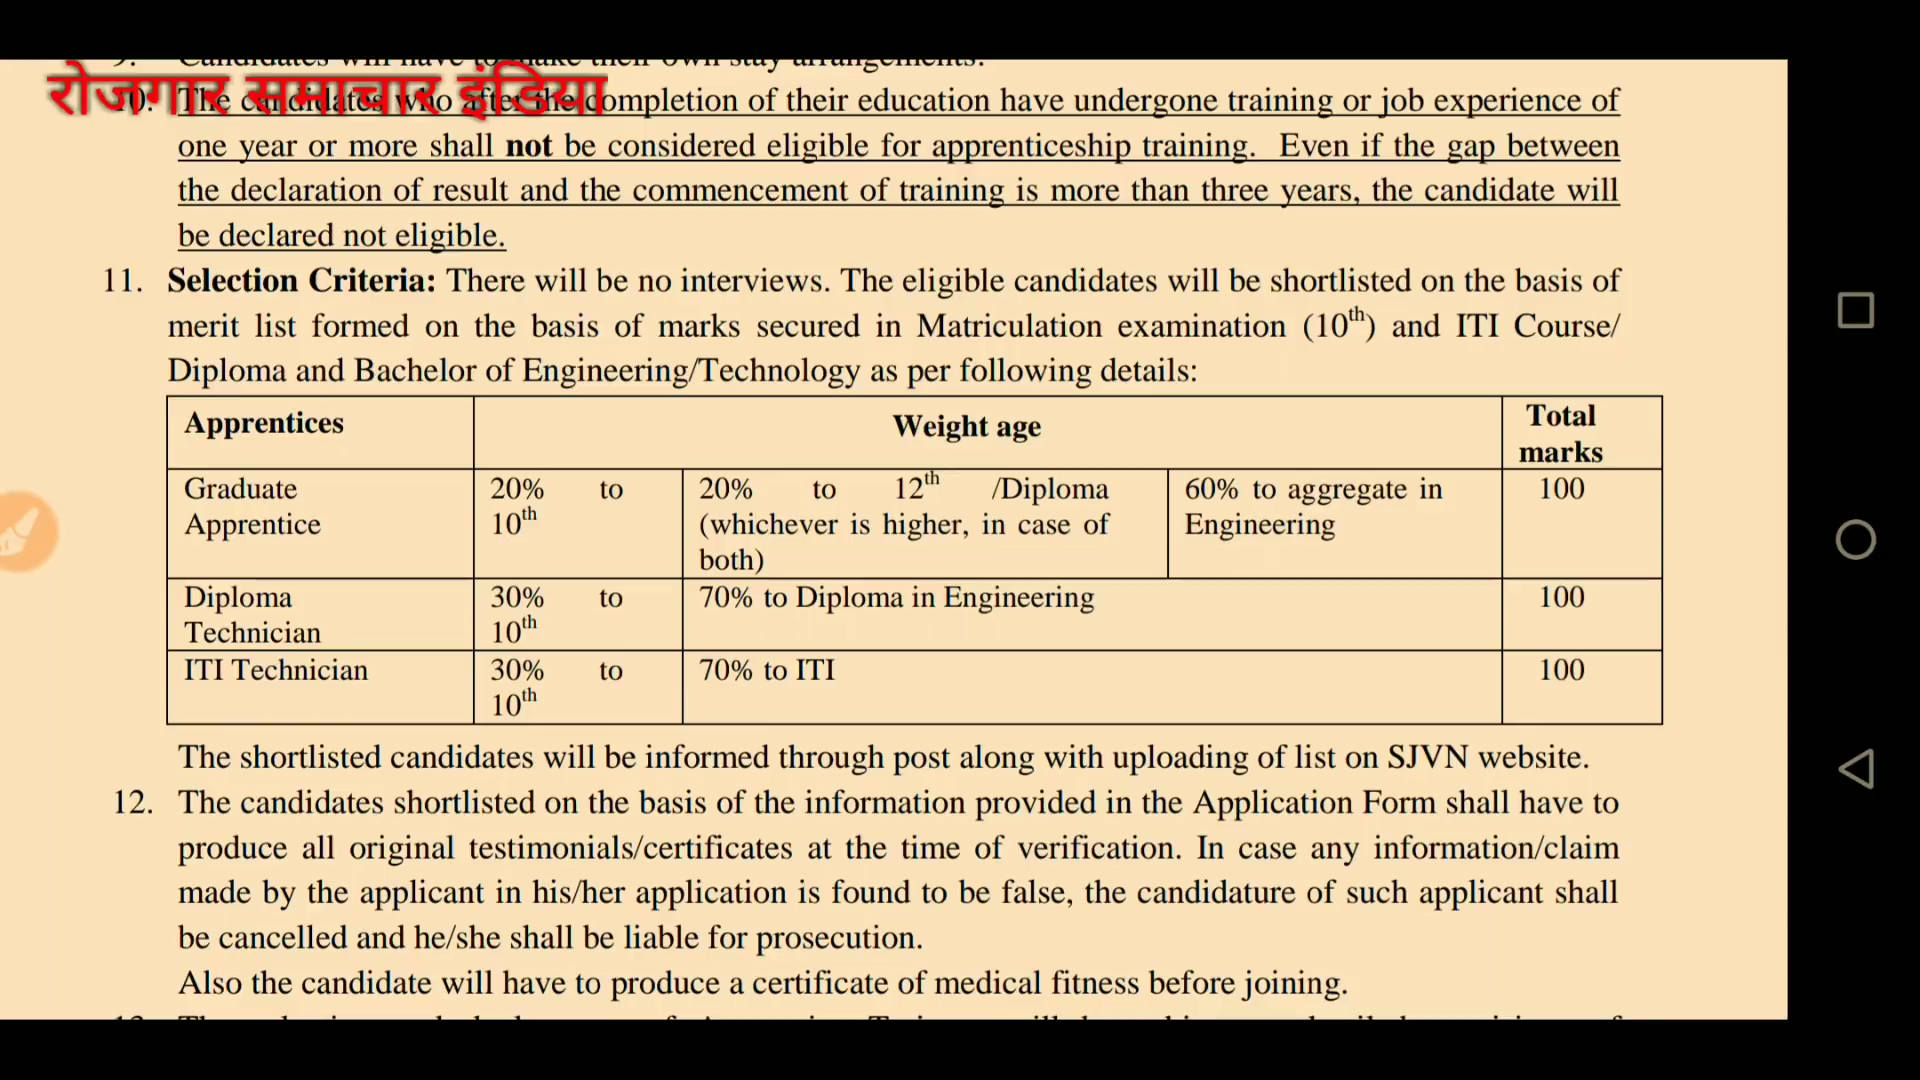 9. Candidates will have to make their own stay arrangements.
रोजगार समाचार इंडिया
10. The candidates who after the completion of their education have undergone training or job experience of
one year or more shall not be considered eligible for apprenticeship training. Even if the gap between
the declaration of result and the commencement of training is more than three years, the candidate will
be declared not eligible.
11. Selection Criteria: There will be no interviews. The eligible candidates will be shortlisted on the basis of
merit list formed on the basis of marks secured in Matriculation examination (10th) and ITI Course/
Diploma and Bachelor of Engineering/Technology as per following details:
Apprentices Weight age Total marks
Graduate Apprentice 20% to 10th 20% to 12th /Diploma (whichever is higher, in case of both) 60% to aggregate in Engineering 100
Diploma Technician 30% to 10th 70% to Diploma in Engineering 100
ITI Technician 30% to 10th 70% to ITI 100
The shortlisted candidates will be informed through post along with uploading of list on SJVN website.
12. The candidates shortlisted on the basis of the information provided in the Application Form shall have to
produce all original testimonials/certificates at the time of verification. In case any information/claim
made by the applicant in his/her application is found to be false, the candidature of such applicant shall
be cancelled and he/she shall be liable for prosecution.
Also the candidate will have to produce a certificate of medical fitness before joining.